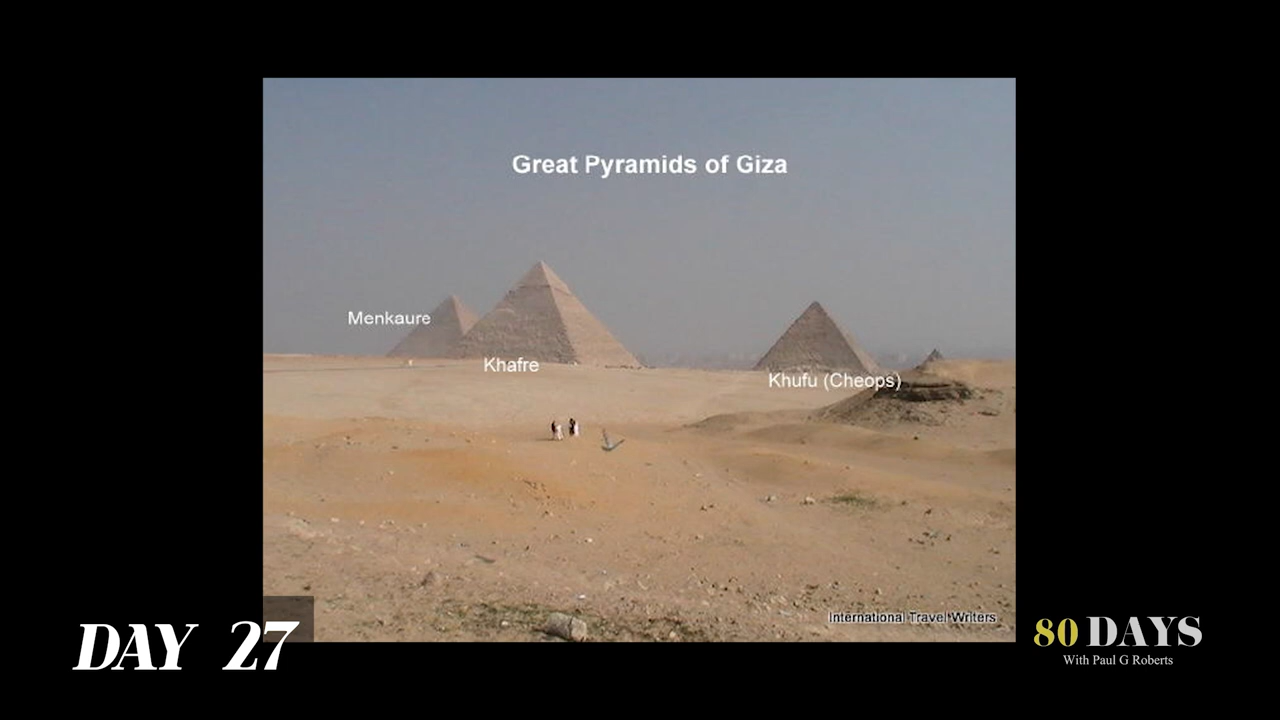 Great Pyramids of Giza
Menkaure
Khafre
Khufu (Cheops)
International Travel Writers
DAY 27
80 DAYS
With Paul G Roberts